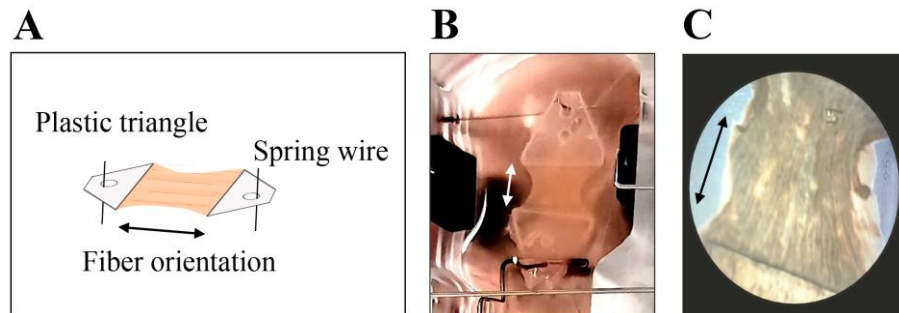 A
B
C
Plastic triangle
Spring wire
Fiber orientation